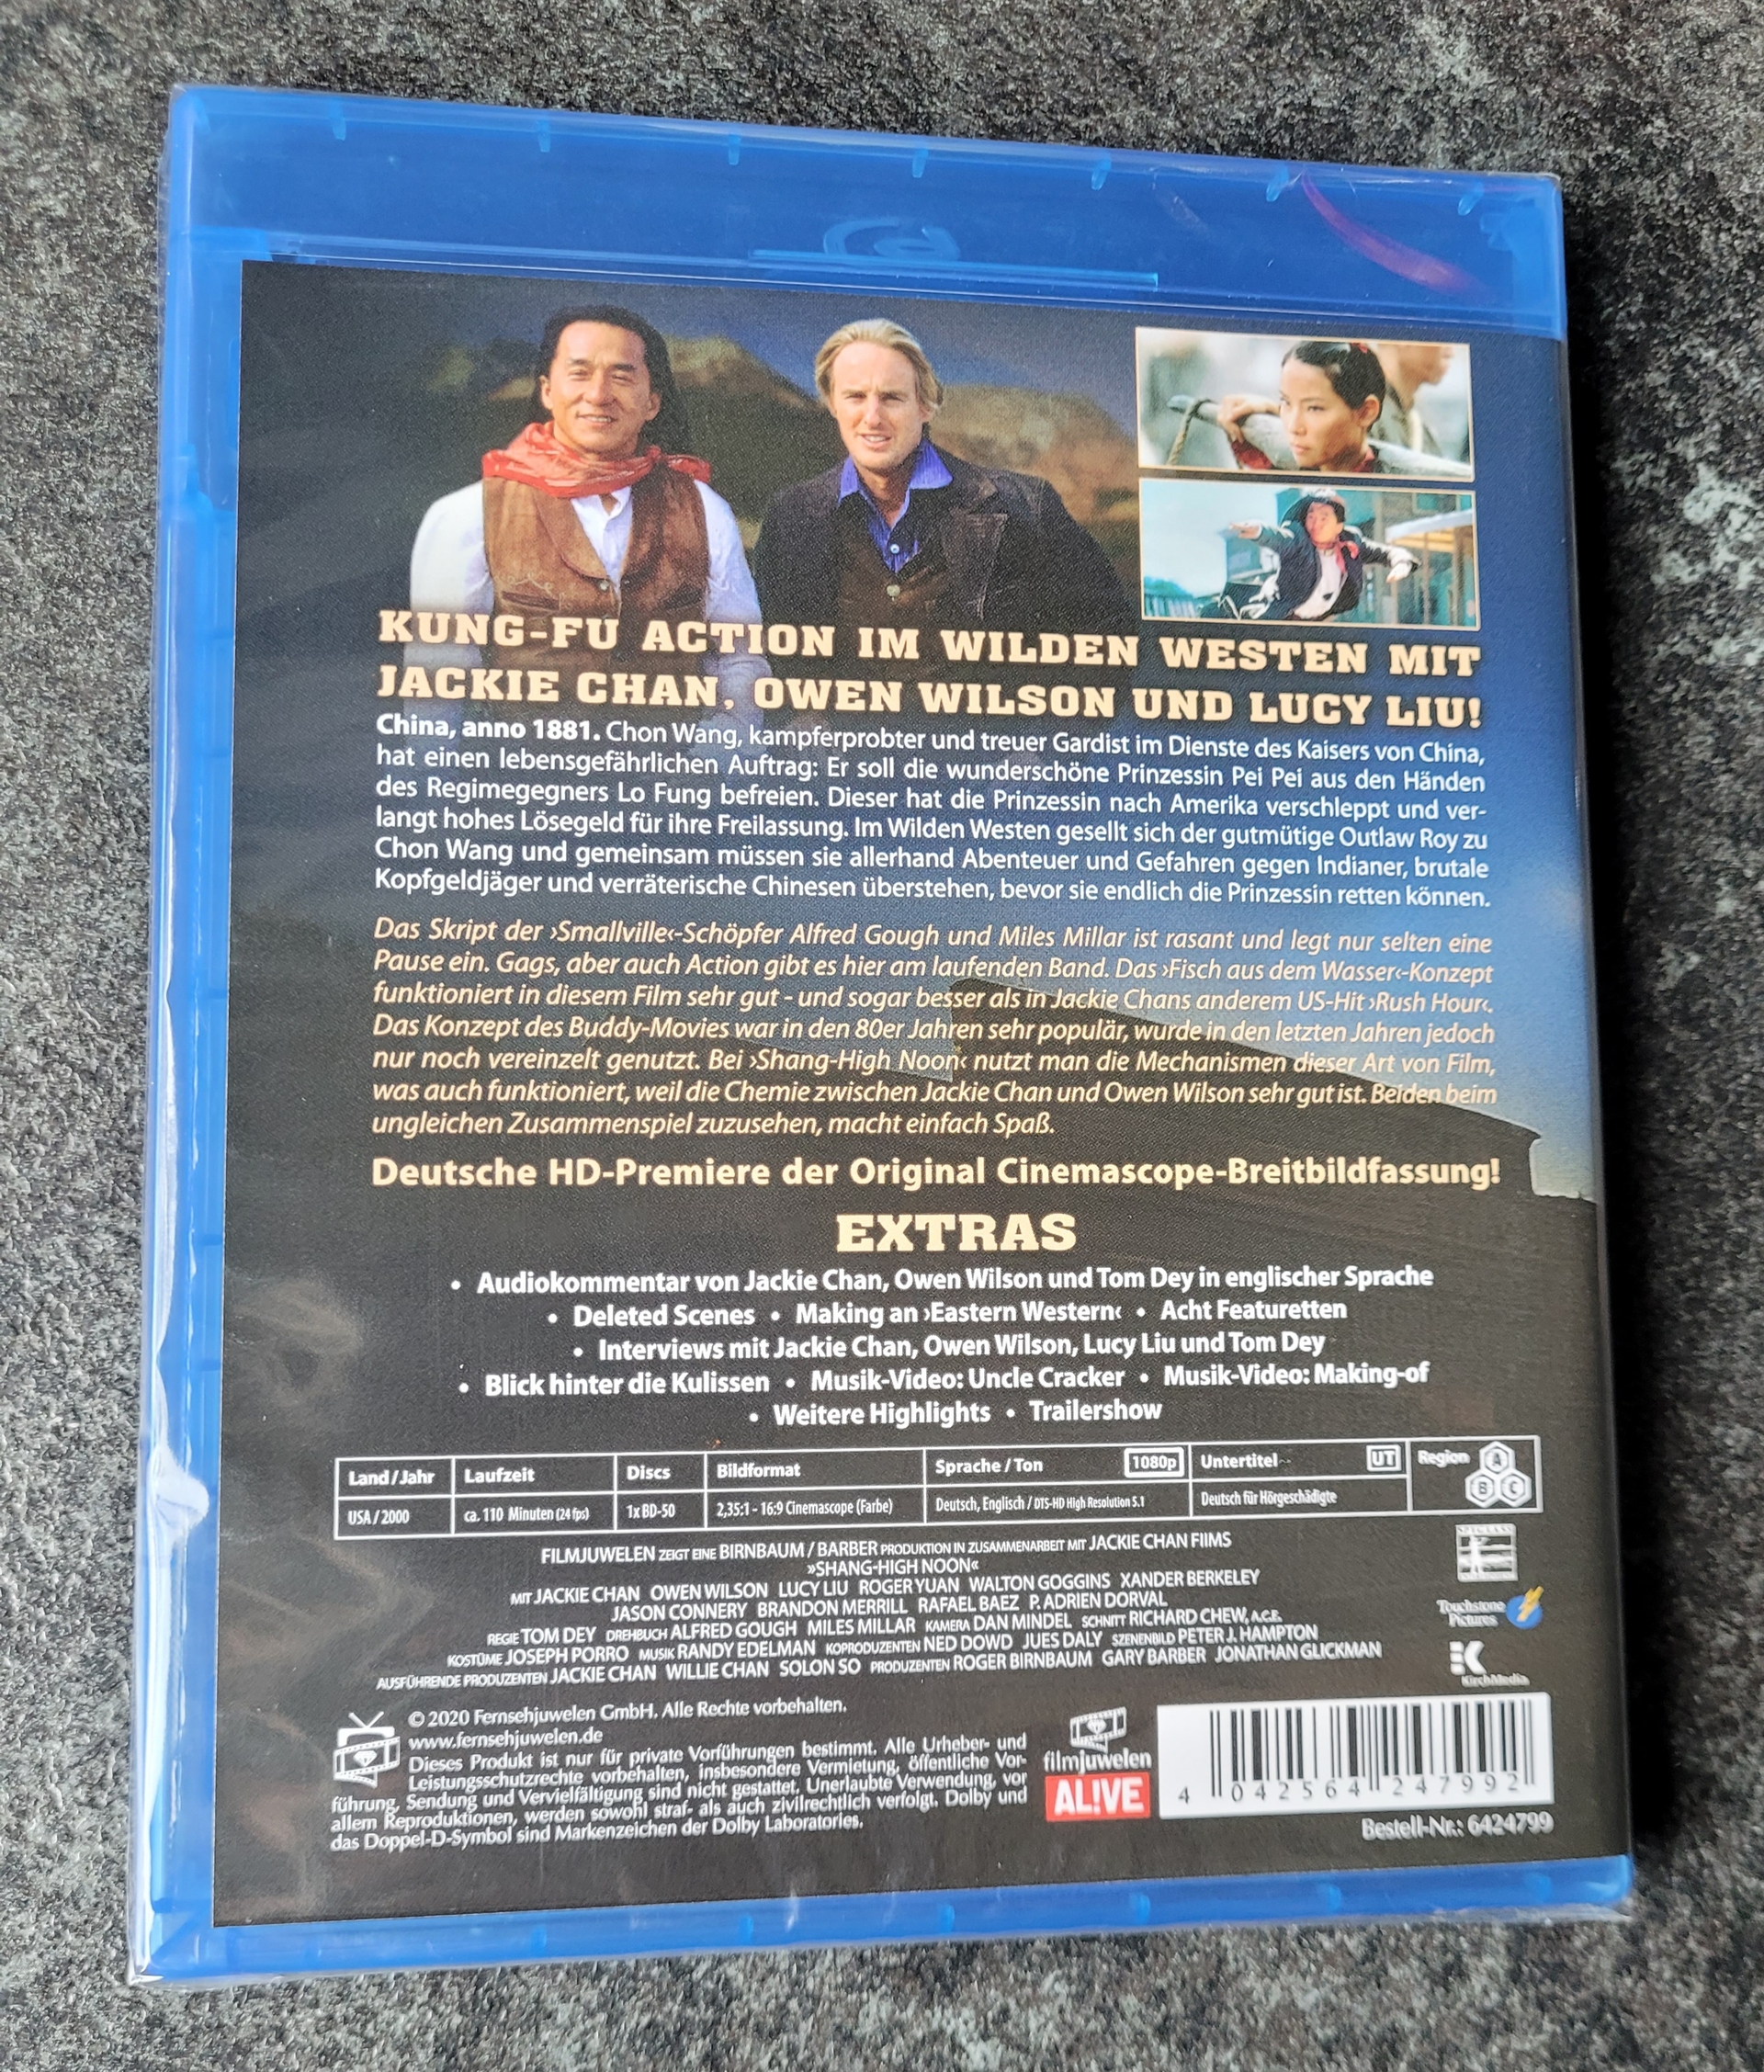 KUNG-FU ACTION IM WILDEN WESTEN MIT
JACKIE CHAN, OWEN WILSON UND LUCY LIU!
China, anno 1881. Chon Wang, kampferprobter und treuer Gardist im Dienste des Kaisers von China,
hat einen lebensgefährlichen Auftrag: Er soll die wunderschöne Prinzessin Pei Pei aus den Händen
des Regimegegners Lo Fung befreien. Dieser hat die Prinzessin nach Amerika verschleppt und ver-
langt hohes Lösegeld für ihre Freilassung. Im Wilden Westen gesellt sich der gutmütige Outlaw Roy zu
Chon Wang und gemeinsam müssen sie allerhand Abenteuer und Gefahren gegen Indianer, brutale
Kopfgeldjäger und verräterische Chinesen überstehen, bevor sie endlich die Prinzessin retten können.
Das Skript der ›Smallville‹-Schöpfer Alfred Gough und Miles Millar ist rasant und legt nur selten eine
Pause ein. Gags, aber auch Action gibt es hier am laufenden Band. Das ›Fisch aus dem Wasser‹-Konzept
funktioniert in diesem Film sehr gut - und sogar besser als in Jackie Chans anderem US-Hit ›Rush Hour‹.
Das Konzept des Buddy-Movies war in den 80er Jahren sehr populär, wurde in den letzten Jahren jedoch
nur noch vereinzelt genutzt. Bei ›Shang-High Noon‹ nutzt man die Mechanismen dieser Art von Film,
was auch funktioniert, weil die Chemie zwischen Jackie Chan und Owen Wilson sehr gut ist. Beiden beim
ungleichen Zusammenspiel zuzusehen, macht einfach Spaß.
Deutsche HD-Premiere der Original Cinemascope-Breitbildfassung!
EXTRAS
• Audiokommentar von Jackie Chan, Owen Wilson und Tom Dey in englischer Sprache
• Deleted Scenes • Making an ›Eastern Western‹ • Acht Featuretten
• Interviews mit Jackie Chan, Owen Wilson, Lucy Liu und Tom Dey
• Blick hinter die Kulissen • Musik-Video: Uncle Cracker • Musik-Video: Making-of
• Weitere Highlights • Trailershow
Land/Jahr Laufzeit Discs Bildformat Sprache/Ton 1080p Untertitel UT Region A B C
USA/2000 ca. 110 Minuten (24 fps) 1x BD-50 2,35:1 - 16:9 Cinemascope (Farbe) Deutsch, Englisch / DTS-HD High Resolution 5.1 Deutsch für Hörgeschädigte
FILMJUWELEN ZEIGT EINE BIRNBAUM / BARBER PRODUKTION IN ZUSAMMENARBEIT MIT JACKIE CHAN FIlMS
»SHANG-HIGH NOON«
MIT JACKIE CHAN OWEN WILSON LUCY LIU ROGER YUAN WALTON GOGGINS XANDER BERKELEY
JASON CONNERY BRANDON MERRILL RAFAEL BAEZ P. ADRIEN DORVAL
REGIE TOM DEY DREHBUCH ALFRED GOUGH MILES MILLAR KAMERA DAN MINDEL SCHNITT RICHARD CHEW, A.C.E.
KOSTÜME JOSEPH PORRO MUSIK RANDY EDELMAN KOPRODUZENTEN NED DOWD JUES DALY SZENENBILD PETER J. HAMPTON
AUSFÜHRENDE PRODUZENTEN JACKIE CHAN WILLIE CHAN SOLON SO PRODUZENTEN ROGER BIRNBAUM GARY BARBER JONATHAN GLICKMAN
SPYGLASS
Touchstone
Pictures
KirchMedia
© 2020 Fernsehjuwelen GmbH. Alle Rechte vorbehalten.
www.fernsehjuwelen.de
Dieses Produkt ist nur für private Vorführungen bestimmt. Alle Urheber- und
Leistungsschutzrechte vorbehalten, insbesondere Vermietung, öffentliche Vor-
führung, Sendung und Vervielfältigung sind nicht gestattet. Unerlaubte Verwendung, vor
allem Reproduktionen, werden sowohl straf- als auch zivilrechtlich verfolgt. Dolby und
das Doppel-D-Symbol sind Markenzeichen der Dolby Laboratories.
filmjuwelen
AL!VE
4 042564 247992
Bestell-Nr.: 6424799